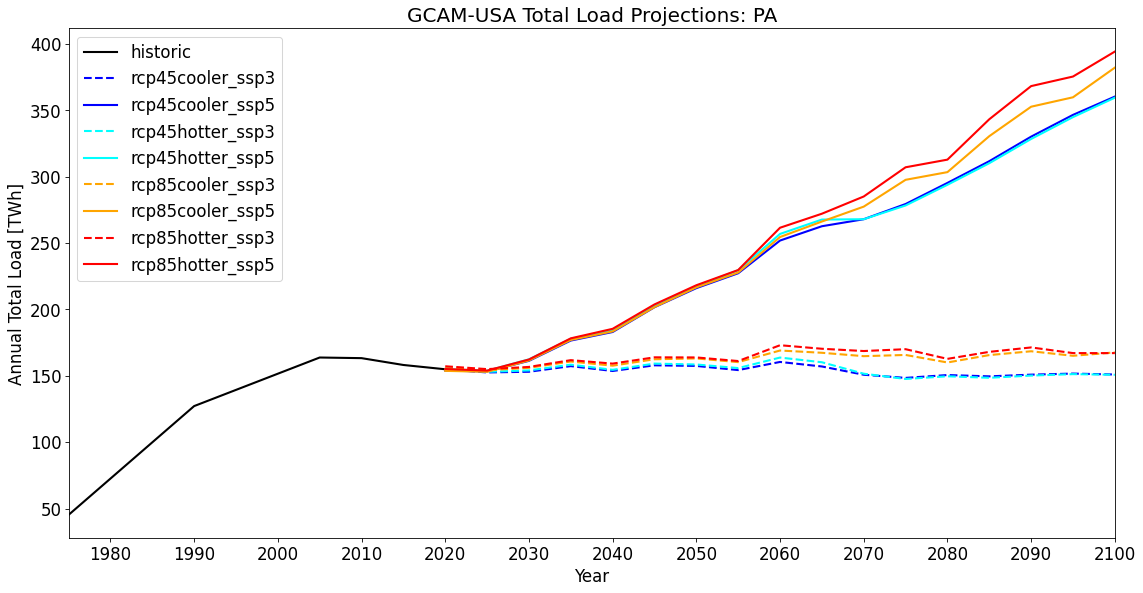 GCAM-USA Total Load Projections: PA
historic
rcp45cooler_ssp3
rcp45cooler_ssp5
rcp45hotter_ssp3
rcp45hotter_ssp5
rcp85cooler_ssp3
rcp85cooler_ssp5
rcp85hotter_ssp3
rcp85hotter_ssp5
Annual Total Load [TWh]
400
350
300
250
200
150
100
50
1980 1990 2000 2010 2020 2030 2040 2050 2060 2070 2080 2090 2100
Year